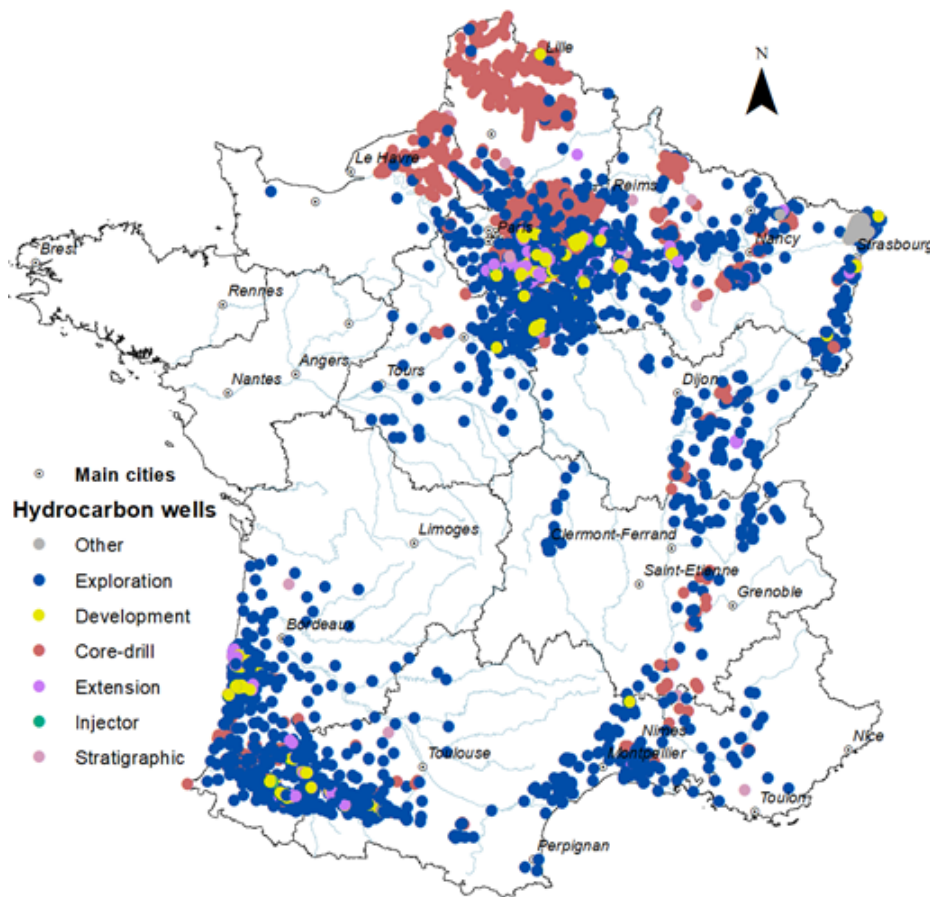 N
Lille
Le Havre
Reims
Paris
Nancy
Strasbourg
Brest
Rennes
Angers
Nantes
Tours
Dijon
Main cities
Hydrocarbon wells
Other
Exploration
Development
Core-drill
Extension
Injector
Stratigraphic
Limoges
Clermont-Ferrand
Saint-Etienne
Grenoble
Bordeaux
Toulouse
Nimes
Montpellier
Nice
Toulon
Perpignan